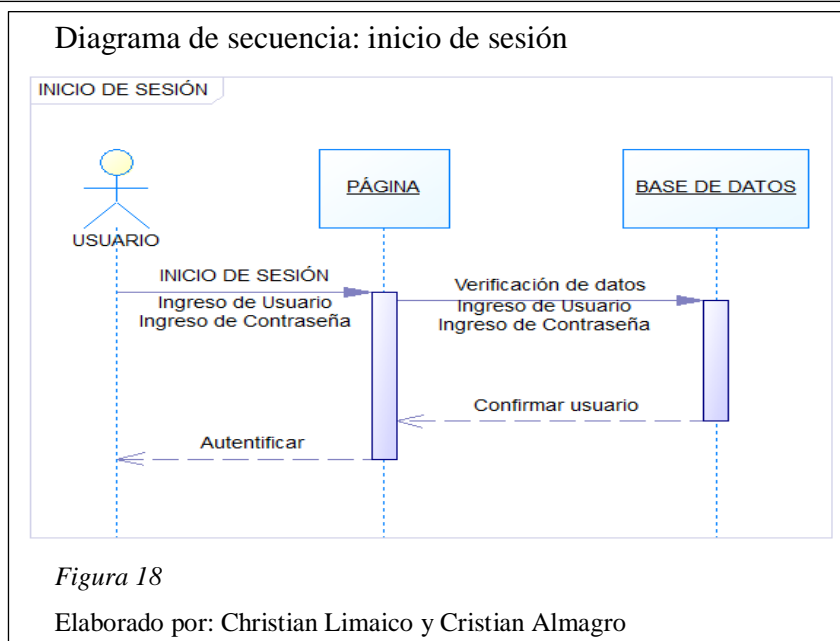 Diagrama de secuencia: inicio de sesión
INICIO DE SESIÓN
USUARIO
PÁGINA
BASE DE DATOS
INICIO DE SESIÓN
Ingreso de Usuario
Ingreso de Contraseña
Verificación de datos
Ingreso de Usuario
Ingreso de Contraseña
Confirmar usuario
Autentificar
Figura 18
Elaborado por: Christian Limaico y Cristian Almagro